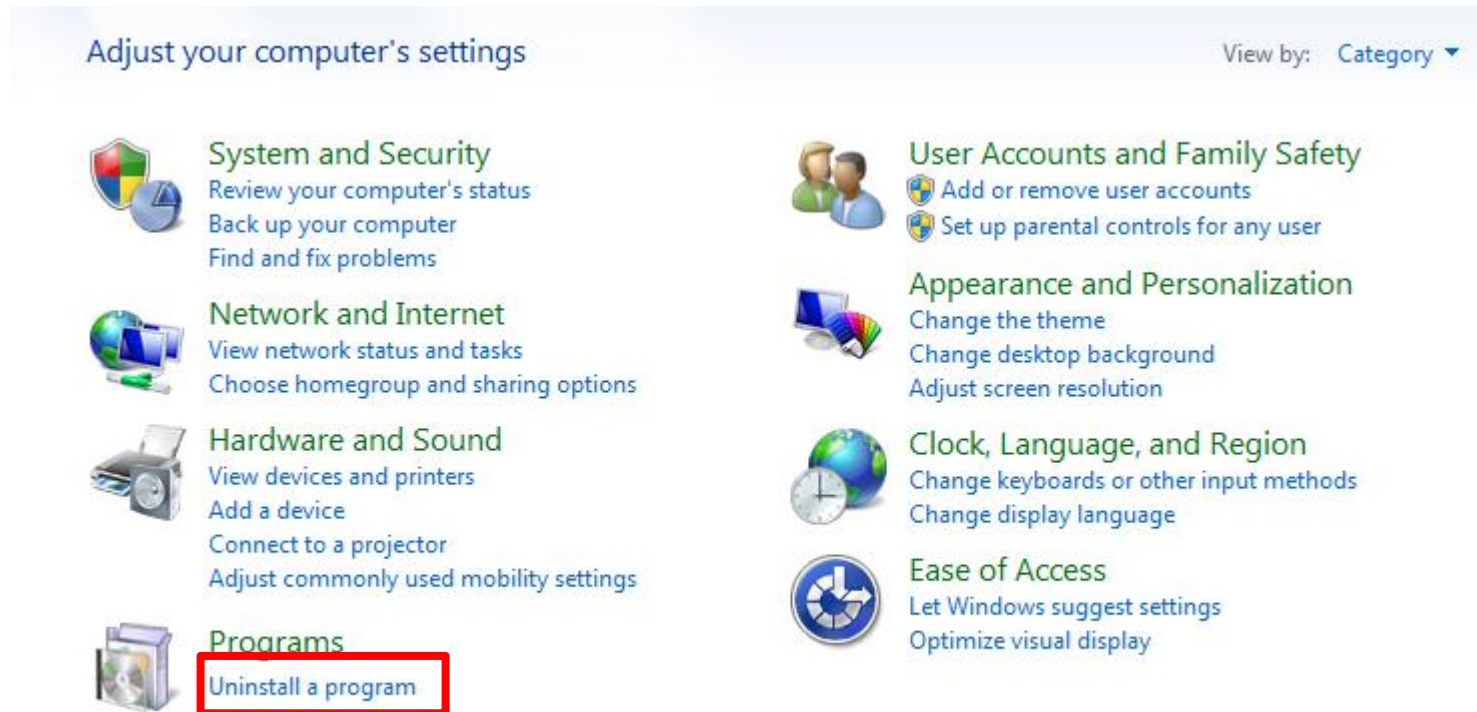 Adjust your computer's settings
View by: Category
System and Security
Review your computer's status
Back up your computer
Find and fix problems
Network and Internet
View network status and tasks
Choose homegroup and sharing options
Hardware and Sound
View devices and printers
Add a device
Connect to a projector
Adjust commonly used mobility settings
Programs
Uninstall a program
User Accounts and Family Safety
Add or remove user accounts
Set up parental controls for any user
Appearance and Personalization
Change the theme
Change desktop background
Adjust screen resolution
Clock, Language, and Region
Change keyboards or other input methods
Change display language
Ease of Access
Let Windows suggest settings
Optimize visual display